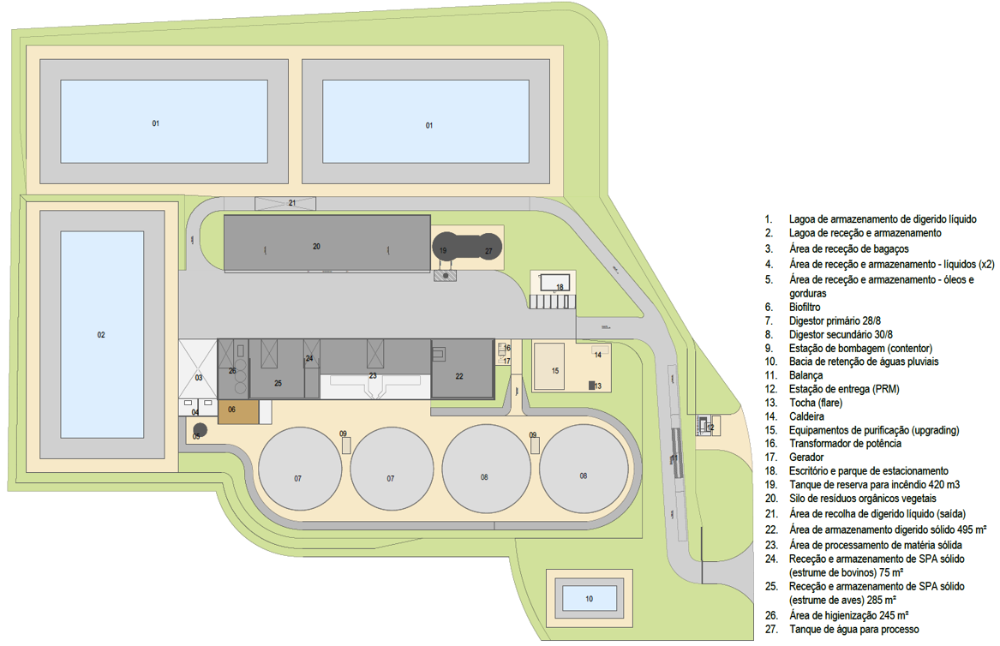 01
01
21
20
19
27
18
02
16
17
14
15
13
24
26
25
23
22
03
04
06
05
09
09
07
07
08
08
12
11
10
1. Lagoa de armazenamento de digerido líquido
2. Lagoa de receção e armazenamento
3. Área de receção de bagaços
4. Área de receção e armazenamento - líquidos (x2)
5. Área de receção e armazenamento - óleos e
gorduras
6. Biofiltro
7. Digestor primário 28/8
8. Digestor secundário 30/8
9. Estação de bombagem (contentor)
10. Bacia de retenção de águas pluviais
11. Balança
12. Estação de entrega (PRM)
13. Tocha (flare)
14. Caldeira
15. Equipamentos de purificação (upgrading)
16. Transformador de potência
17. Gerador
18. Escritório e parque de estacionamento
19. Tanque de reserva para incêndio 420 m3
20. Silo de resíduos orgânicos vegetais
21. Área de recolha de digerido líquido (saída)
22. Área de armazenamento digerido sólido 495 m²
23. Área de processamento de matéria sólida
24. Receção e armazenamento de SPA sólido
(estrume de bovinos) 75 m²
25. Receção e armazenamento de SPA sólido
(estrume de aves) 285 m²
26. Área de higienização 245 m²
27. Tanque de água para processo